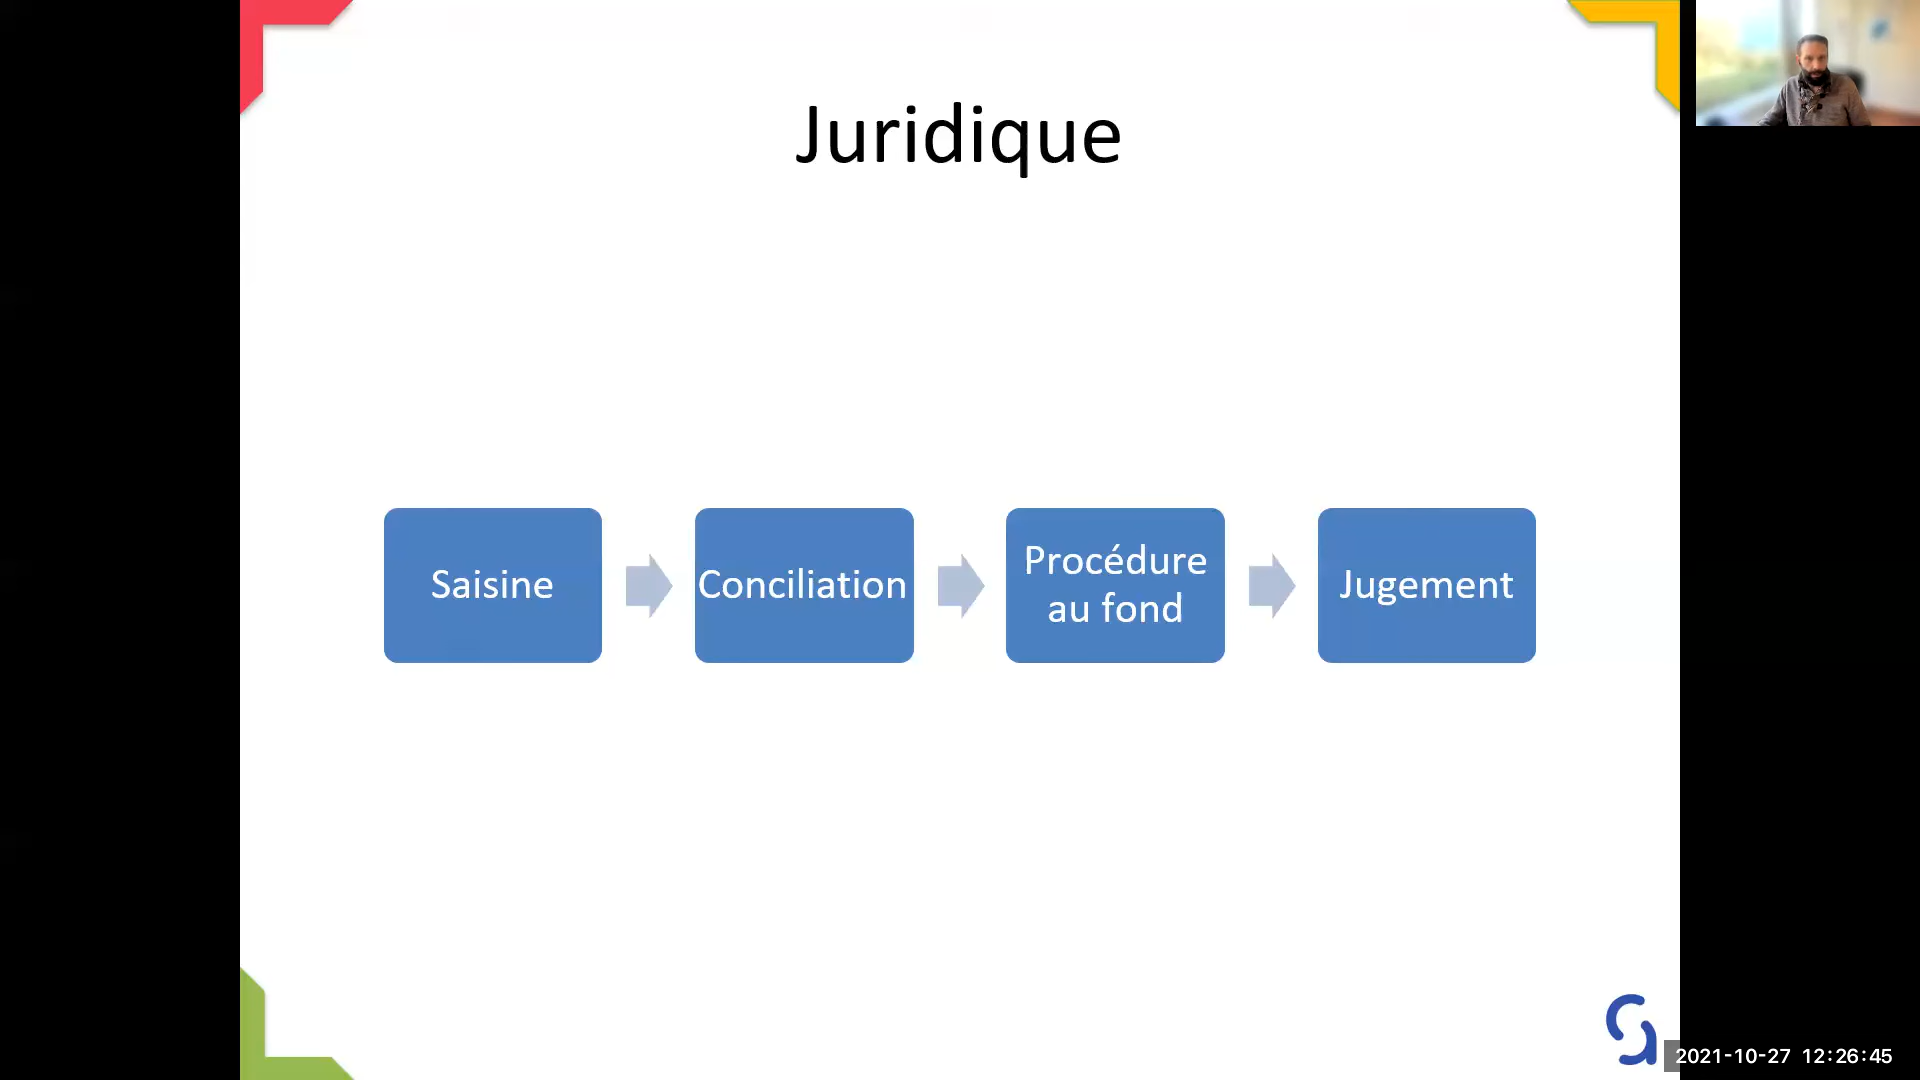 Juridique
Saisine
Conciliation
Procédure
au fond
Jugement
2021-10-27 12:26:45